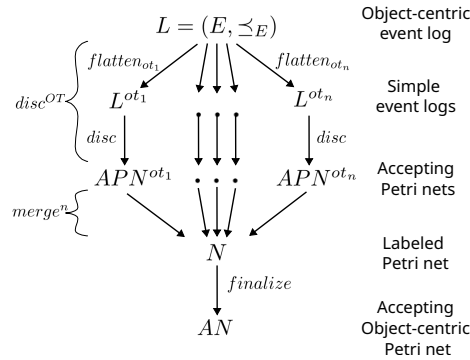 L = (E, ⪯_E)
Object-centric
event log
flatten_{ot_1}
flatten_{ot_n}
disc^{OT}
L^{ot_1}
L^{ot_n}
Simple
event logs
disc
disc
APN^{ot_1}
APN^{ot_n}
Accepting
Petri nets
merge^n
N
Labeled
Petri net
finalize
AN
Accepting
Object-centric
Petri net